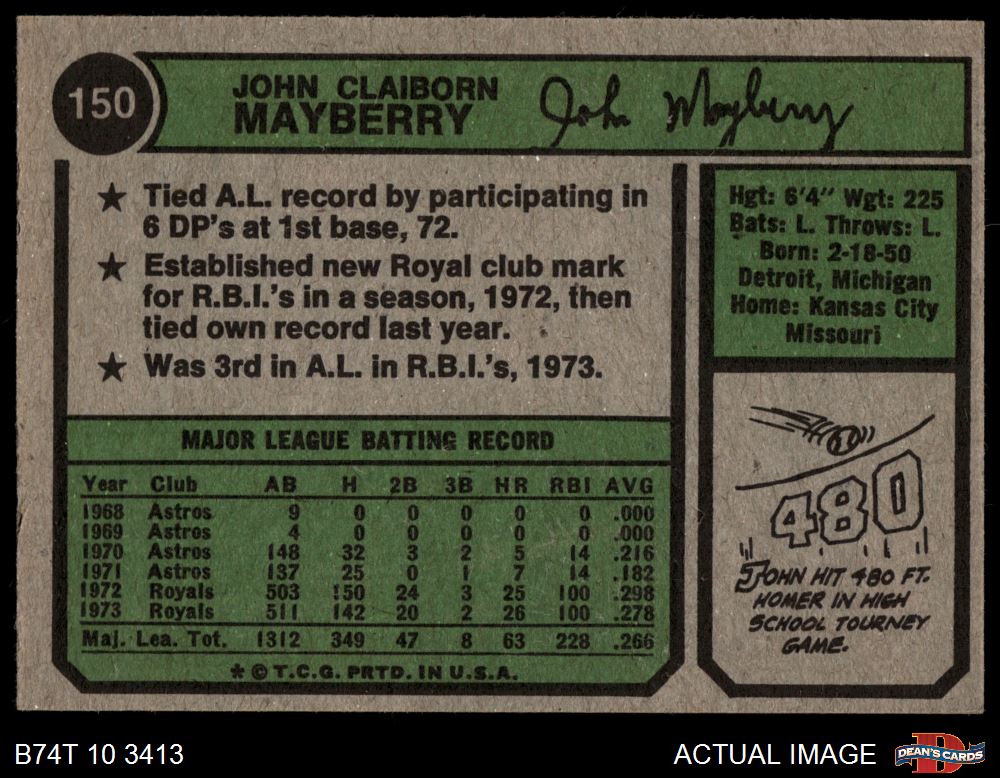 150
JOHN CLAIBORN
MAYBERRY
John Mayberry
★ Tied A.L. record by participating in
6 DP's at 1st base, 72.
★ Established new Royal club mark
for R.B.I.'s in a season, 1972, then
tied own record last year.
★ Was 3rd in A.L. in R.B.I.'s, 1973.
Hgt: 6'4" Wgt: 225
Bats: L. Throws: L.
Born: 2-18-50
Detroit, Michigan
Home: Kansas City
Missouri
MAJOR LEAGUE BATTING RECORD
Year Club AB H 2B 3B HR RBI AVG
1968 Astros 9 0 0 0 0 0 .000
1969 Astros 4 0 0 0 0 0 .000
1970 Astros 148 32 3 2 5 14 .216
1971 Astros 137 25 0 1 7 14 .182
1972 Royals 503 150 24 3 25 100 .298
1973 Royals 511 142 20 2 26 100 .278
Maj. Lea. Tot. 1312 349 47 8 63 228 .266
* © T.C.G. PRTD. IN U.S.A.
480
JOHN HIT 480 FT.
HOMER IN HIGH
SCHOOL TOURNEY
GAME.
B74T 10 3413
ACTUAL IMAGE
D
DEAN'S CARDS